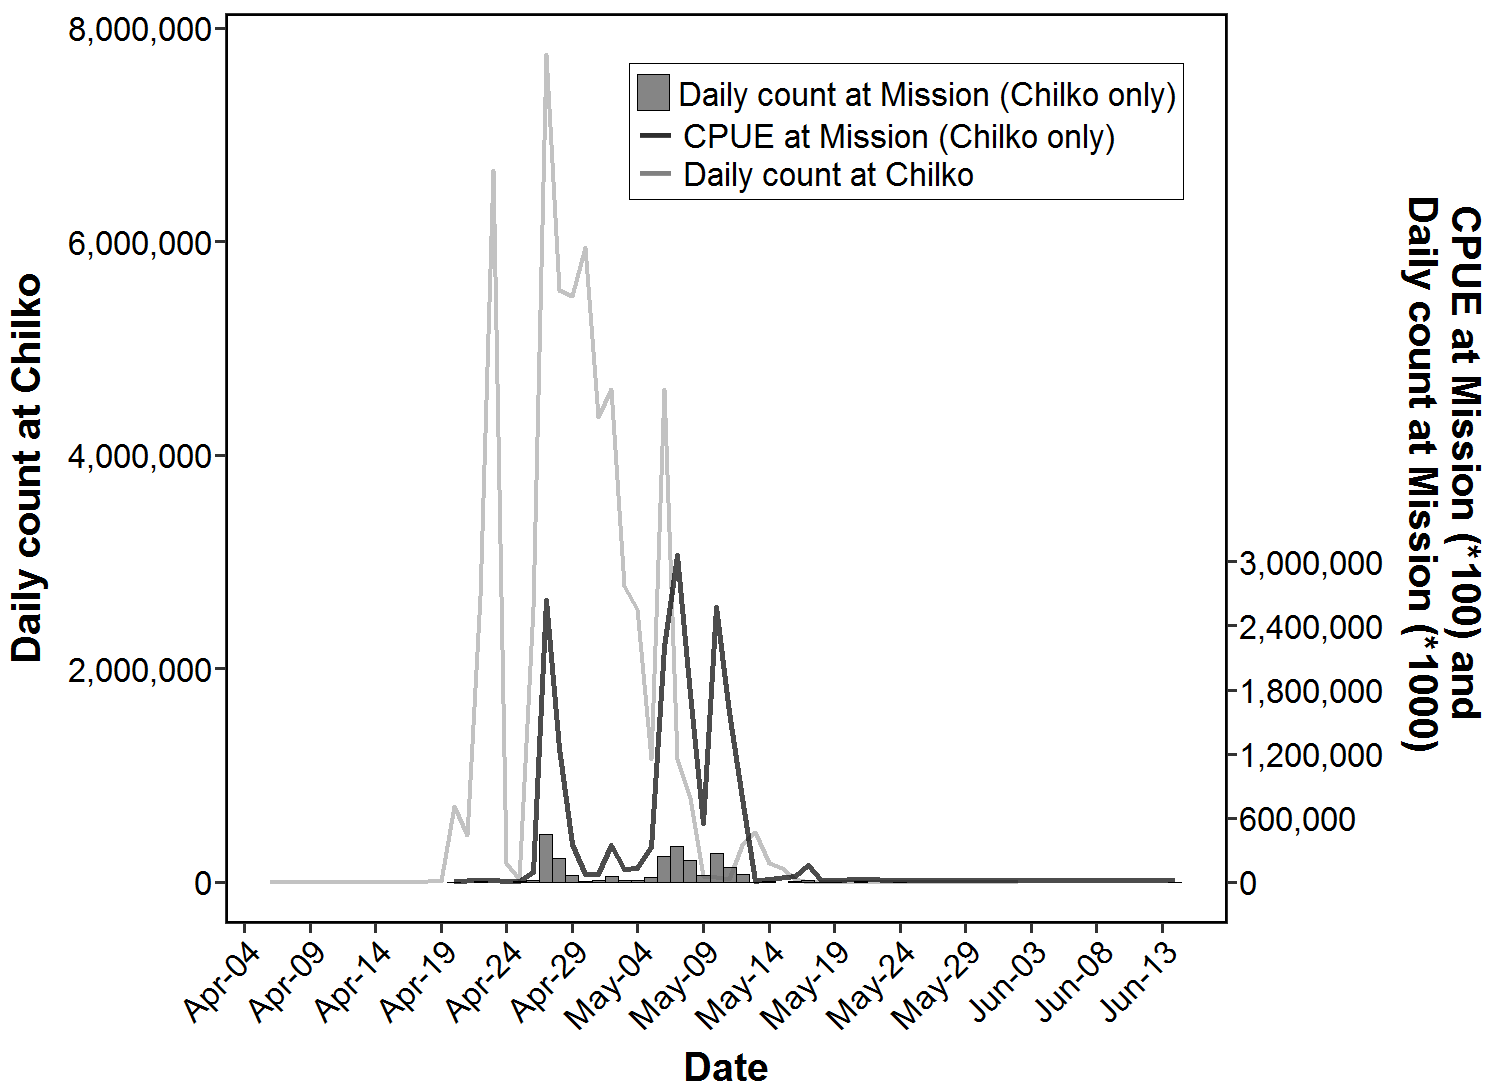 8,000,000
6,000,000
4,000,000
2,000,000
0
Daily count at Chilko
Daily count at Mission (Chilko only)
CPUE at Mission (Chilko only)
Daily count at Chilko
3,000,000
2,400,000
1,800,000
1,200,000
600,000
0
CPUE at Mission (*100) and
Daily count at Mission (*1000)
Apr-04
Apr-09
Apr-14
Apr-19
Apr-24
Apr-29
May-04
May-09
May-14
May-19
May-24
May-29
Jun-03
Jun-08
Jun-13
Date